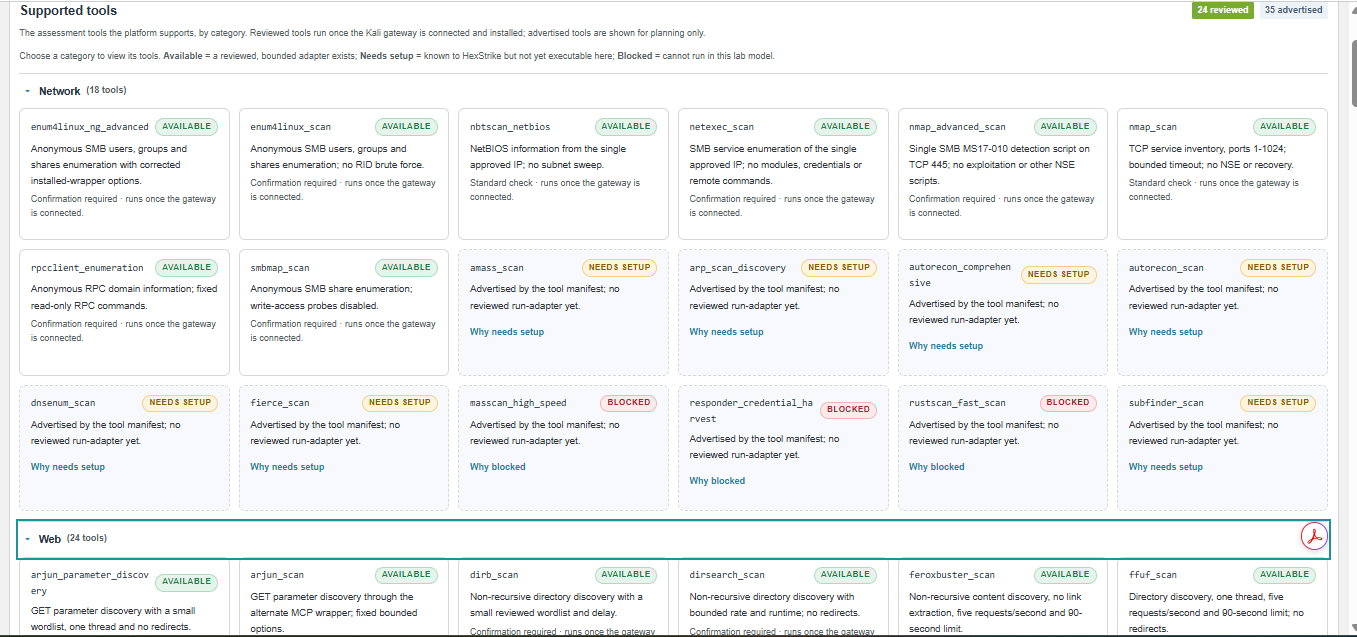 Supported tools
24 reviewed
35 advertised
The assessment tools the platform supports, by category. Reviewed tools run once the Kali gateway is connected and installed; advertised tools are shown for planning only.
Choose a category to view its tools. Available = a reviewed, bounded adapter exists; Needs setup = known to HexStrike but not yet executable here; Blocked = cannot run in this lab model.
Network (18 tools)
enum4linux_ng_advanced
AVAILABLE
Anonymous SMB users, groups and
shares enumeration with corrected
installed-wrapper options.
Confirmation required · runs once the gateway
is connected.
enum4linux_scan
AVAILABLE
Anonymous SMB users, groups and
shares enumeration; no RID brute force.
Confirmation required · runs once the gateway
is connected.
nbtscan_netbios
AVAILABLE
NetBIOS information from the single
approved IP; no subnet sweep.
Standard check · runs once the gateway is
connected.
netexec_scan
AVAILABLE
SMB service enumeration of the single
approved IP; no modules, credentials or
remote commands.
Confirmation required · runs once the gateway
is connected.
nmap_advanced_scan
AVAILABLE
Single SMB MS17-010 detection script on
TCP 445; no exploitation or other NSE
scripts.
Confirmation required · runs once the gateway
is connected.
nmap_scan
AVAILABLE
TCP service inventory, ports 1-1024;
bounded timeout; no NSE or recovery.
Standard check · runs once the gateway is
connected.
rpcclient_enumeration
AVAILABLE
Anonymous RPC domain information; fixed
read-only RPC commands.
Confirmation required · runs once the gateway
is connected.
smbmap_scan
AVAILABLE
Anonymous SMB share enumeration;
write-access probes disabled.
Confirmation required · runs once the gateway
is connected.
amass_scan
NEEDS SETUP
Advertised by the tool manifest; no
reviewed run-adapter yet.
Why needs setup
arp_scan_discovery
NEEDS SETUP
Advertised by the tool manifest; no
reviewed run-adapter yet.
Why needs setup
autorecon_comprehen
sive
NEEDS SETUP
Advertised by the tool manifest; no
reviewed run-adapter yet.
Why needs setup
autorecon_scan
NEEDS SETUP
Advertised by the tool manifest; no
reviewed run-adapter yet.
Why needs setup
dnsenum_scan
NEEDS SETUP
Advertised by the tool manifest; no
reviewed run-adapter yet.
Why needs setup
fierce_scan
NEEDS SETUP
Advertised by the tool manifest; no
reviewed run-adapter yet.
Why needs setup
masscan_high_speed
BLOCKED
Advertised by the tool manifest; no
reviewed run-adapter yet.
Why blocked
responder_credential_ha
rvest
BLOCKED
Advertised by the tool manifest; no
reviewed run-adapter yet.
Why blocked
rustscan_fast_scan
BLOCKED
Advertised by the tool manifest; no
reviewed run-adapter yet.
Why blocked
subfinder_scan
NEEDS SETUP
Advertised by the tool manifest; no
reviewed run-adapter yet.
Why needs setup
Web (24 tools)
arjun_parameter_discov
ery
AVAILABLE
GET parameter discovery with a small
wordlist, one thread and no redirects.
arjun_scan
AVAILABLE
GET parameter discovery through the
alternate MCP wrapper; fixed bounded
options.
dirb_scan
AVAILABLE
Non-recursive directory discovery with a
small reviewed wordlist and delay.
Confirmation required · runs once the gateway
dirsearch_scan
AVAILABLE
Non-recursive directory discovery with
bounded rate and runtime; no redirects.
Confirmation required · runs once the gateway
feroxbuster_scan
AVAILABLE
Non-recursive content discovery, no link
extraction, five requests/second and 90-
second limit.
ffuf_scan
AVAILABLE
Directory discovery, one thread, five
requests/second and 90-second limit; no
redirects.